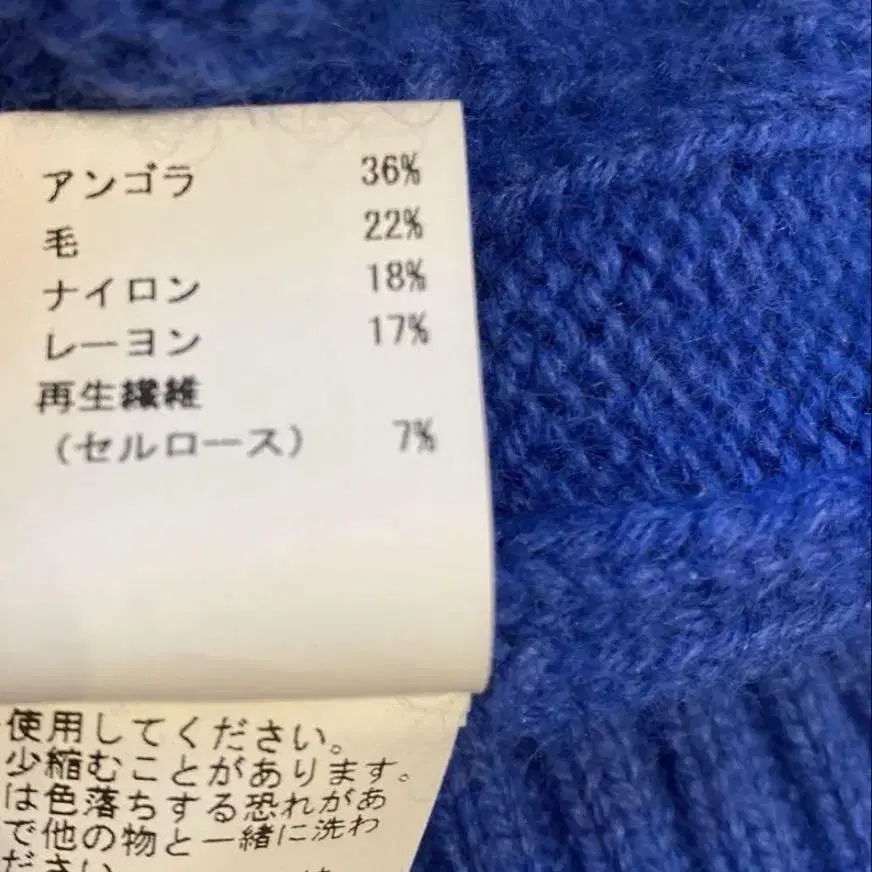 アンゴラ 36%
毛 22%
ナイロン 18%
レーヨン 17%
再生繊維
(セルロース) 7%
使用してください。
少縮むことがあります。
は色落ちする恐れがあ
で他の物と一緒に洗わ
ださい